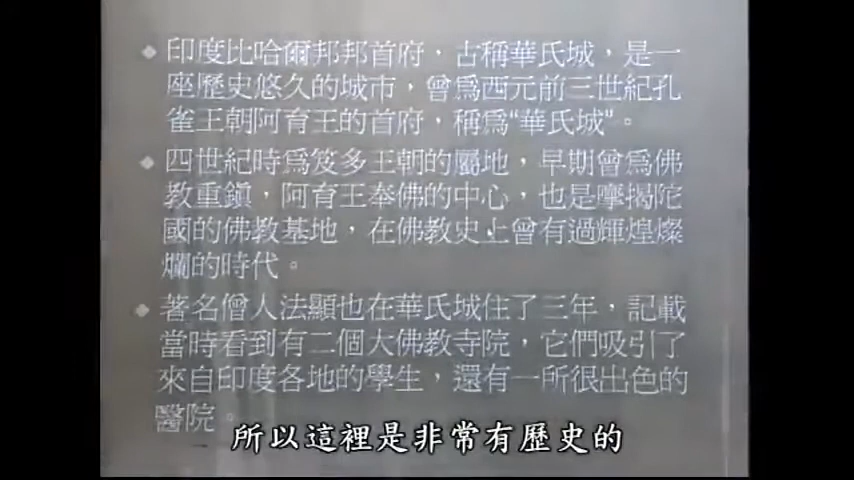 ◆印度比哈爾邦邦首府，古稱華氏城，是一
座歷史悠久的城市，曾為西元前三世紀孔
雀王朝阿育王的首府，稱為“華氏城”。
◆四世紀時為笈多王朝的屬地，早期曾為佛
教重鎮，阿育王奉佛的中心，也是摩揭陀
國的佛教基地，在佛教史上曾有過輝煌燦
爛的時代。
◆著名僧人法顯也在華氏城住了三年，記載
當時看到有二個大佛教寺院，它們吸引了
來自印度各地的學生，還有一所很出色的
醫院。
所以這裡是非常有歷史的